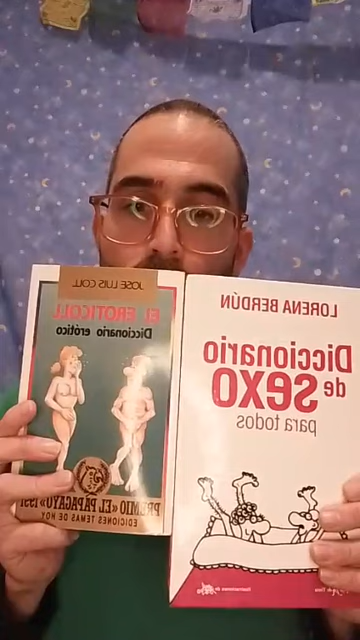 JOSE LUIS COLL
EL EROTICOLL
Diccionario erótico
PREMIO «EL PAPAGAYO» 1991
EDICIONES TEMAS DE HOY
LORENA BERDÚN
Diccionario
de sexo
para todos